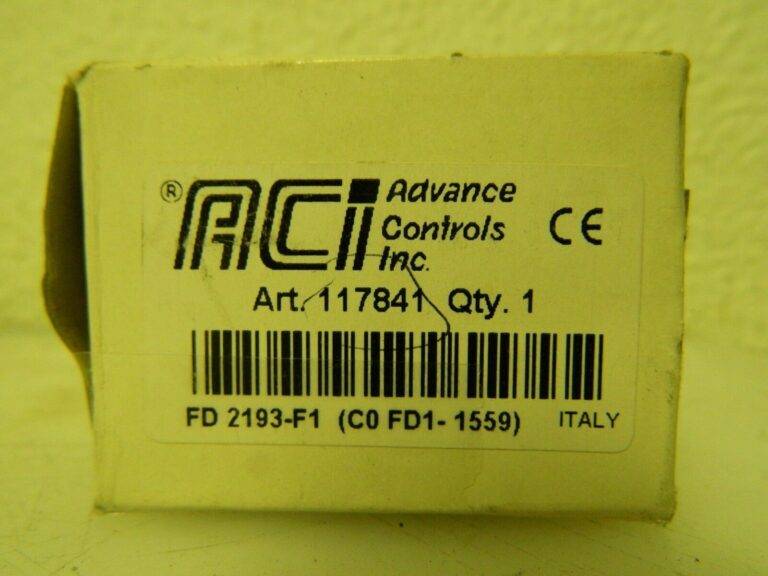 ® ACi Advance Controls Inc. CE
Art. 117841 Qty. 1
FD 2193-F1 (C0 FD1- 1559) ITALY